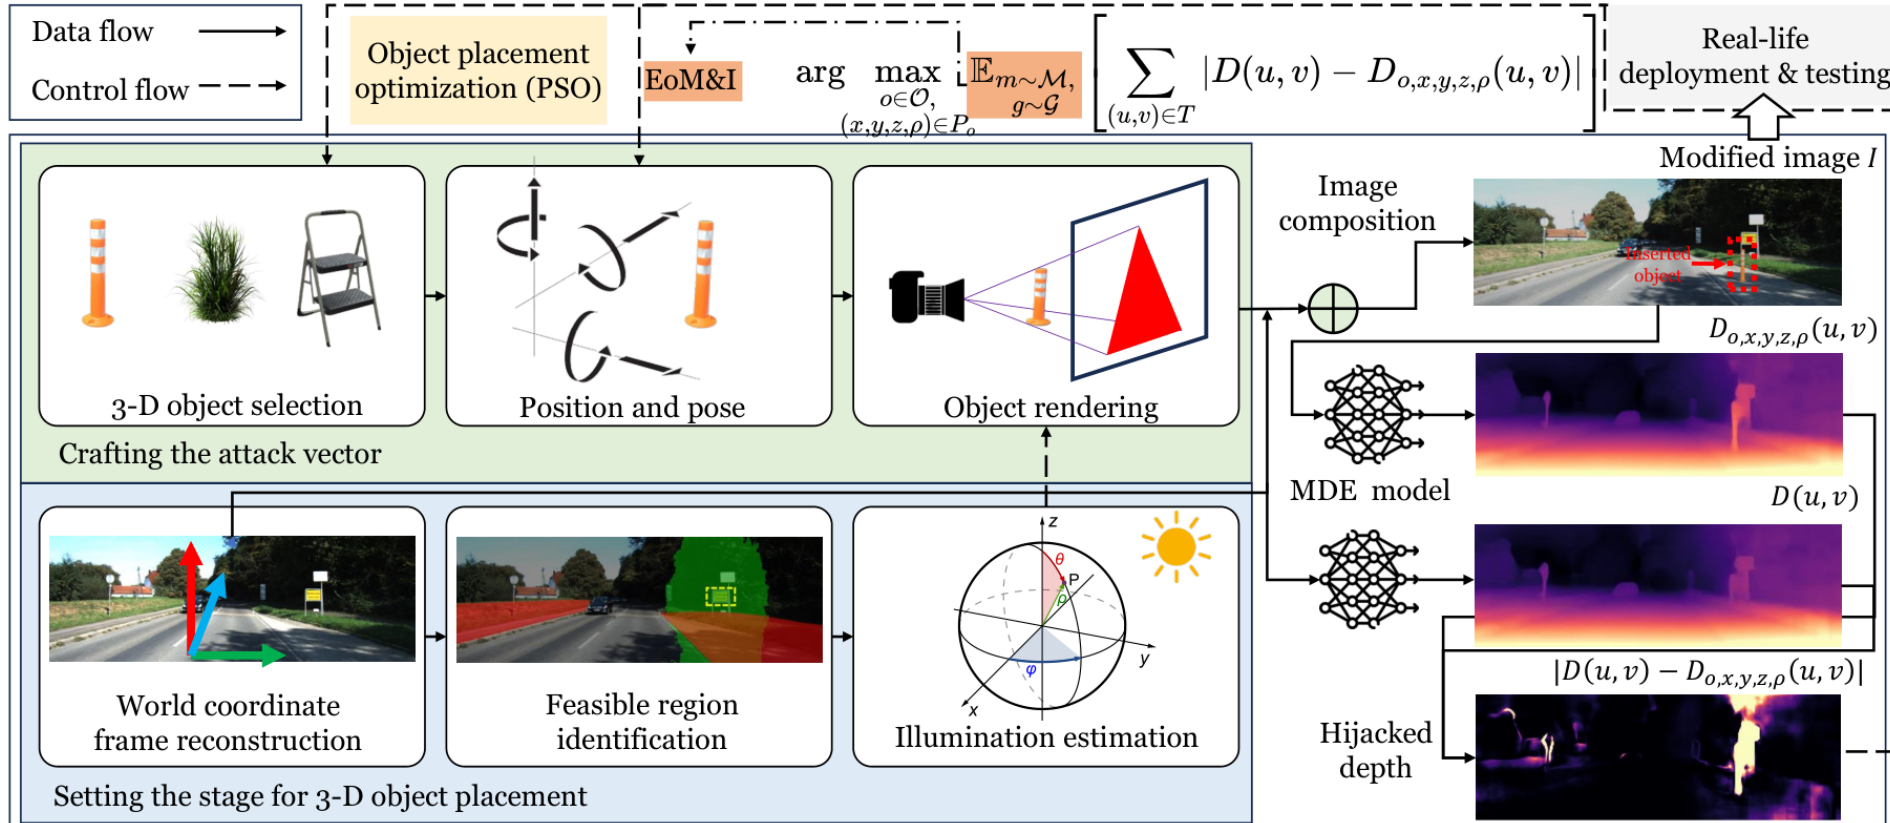 Data flow
Control flow
Object placement
optimization (PSO)
EoM&I
arg max
o∈𝒪,
(x,y,z,ρ)∈P_o
𝔼_{m∼ℳ, g∼𝒢} [ ∑_{(u,v)∈T} |D(u, v) − D_{o,x,y,z,ρ}(u, v)| ]
Real-life
deployment & testing
3-D object selection
Position and pose
Object rendering
Crafting the attack vector
Image
composition
Modified image I
Inserted
object
D_{o,x,y,z,ρ}(u, v)
MDE model
D(u, v)
|D(u, v) − D_{o,x,y,z,ρ}(u, v)|
Hijacked
depth
World coordinate
frame reconstruction
Feasible region
identification
z
θ
P
ρ
y
φ
x
Illumination estimation
Setting the stage for 3-D object placement